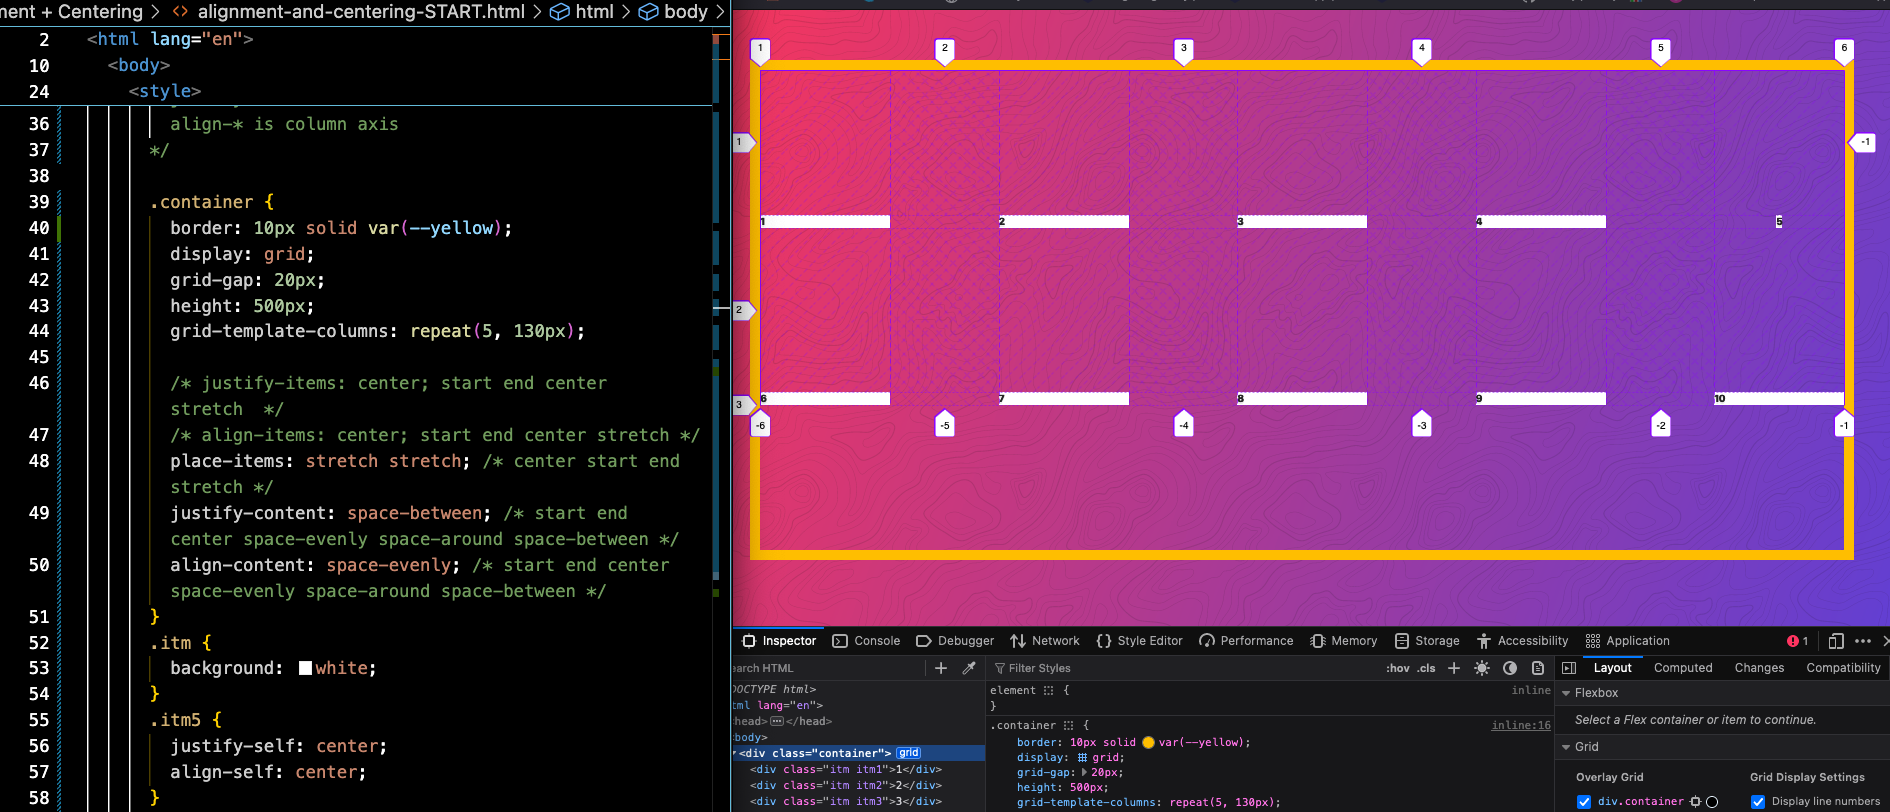 ment + Centering > <> alignment-and-centering-START.html > html > body >
2 <html lang="en">
10 <body>
24 <style>
36 align-* is column axis
37 */
38
39 .container {
40 border: 10px solid var(--yellow);
41 display: grid;
42 grid-gap: 20px;
43 height: 500px;
44 grid-template-columns: repeat(5, 130px);
45
46 /* justify-items: center; start end center
stretch */
47 /* align-items: center; start end center stretch */
48 place-items: stretch stretch; /* center start end
stretch */
49 justify-content: space-between; /* start end
center space-evenly space-around space-between */
50 align-content: space-evenly; /* start end center
space-evenly space-around space-between */
51 }
52 .itm {
53 background: white;
54 }
55 .itm5 {
56 justify-self: center;
57 align-self: center;
58 }
1 2 3 4 5 6
1 -1
1 2 3 4 5
2
3 6 7 8 9 10
-6 -5 -4 -3 -2 -1
Inspector Console Debugger Network Style Editor Performance Memory Storage Accessibility Application 1
earch HTML
DOCTYPE html>
tml lang="en">
head> </head>
body>
<div class="container"> grid
<div class="itm itm1">1</div>
<div class="itm itm2">2</div>
<div class="itm itm3">3</div>
Filter Styles :hov .cls
element { inline
}
.container { inline:16
border: 10px solid var(--yellow);
display: grid;
grid-gap: 20px;
height: 500px;
grid-template-columns: repeat(5, 130px);
Layout Computed Changes Compatibility
Flexbox
Select a Flex container or item to continue.
Grid
Overlay Grid Grid Display Settings
div.container Display line numbers